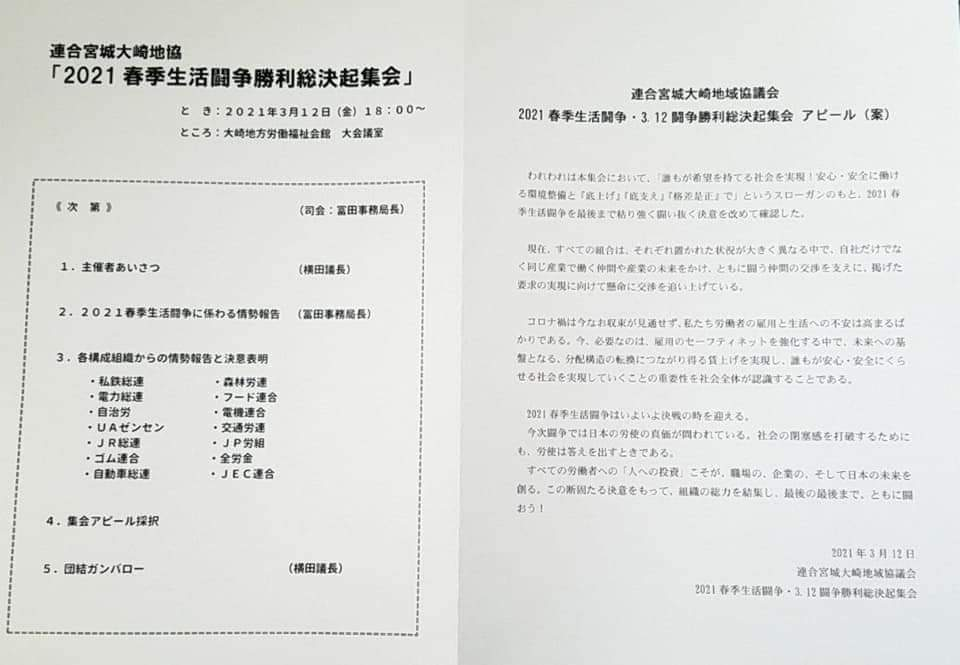 連合宮城大崎地協
「2021 春季生活闘争勝利総決起集会」
と　き：２０２１年３月１２日（金）１８：００～
ところ：大崎地方労働福祉会館　大会議室
《 次　第 》　（司会：冨田事務局長）
１．主催者あいさつ　（横田議長）
２．２０２１春季生活闘争に係わる情勢報告　（冨田事務局長）
３．各構成組織からの情勢報告と決意表明
・私鉄総連　・森林労連
・電力総連　・フード連合
・自治労　・電機連合
・ＵＡゼンセン　・交通労連
・ＪＲ総連　・ＪＰ労組
・ゴム連合　・全労金
・自動車総連　・ＪＥＣ連合
４．集会アピール採択
５．団結ガンバロー　（横田議長）
連合宮城大崎地域協議会
2021 春季生活闘争・3.12 闘争勝利総決起集会 アピール（案）
われわれは本集会において、「誰もが希望を持てる社会を実現！安心・安全に働け
る環境整備と『底上げ』『底支え』『格差是正』で」というスローガンのもと、2021 春
季生活闘争を最後まで粘り強く闘い抜く決意を改めて確認した。
現在、すべての組合は、それぞれ置かれた状況が大きく異なる中で、自社だけでな
く同じ産業で働く仲間や産業の未来をかけ、ともに闘う仲間の交渉を支えに、掲げた
要求の実現に向けて懸命に交渉を追い上げている。
コロナ禍は今なお収束が見通せず、私たち労働者の雇用と生活への不安は高まるば
かりである。今、必要なのは、雇用のセーフティネットを強化する中で、未来への基
盤となる、分配構造の転換につながり得る賃上げを実現し、誰もが安心・安全にくら
せる社会を実現していくことの重要性を社会全体が認識することである。
2021 春季生活闘争はいよいよ決戦の時を迎える。
今次闘争では日本の労使の真価が問われている。社会の閉塞感を打破するために
も、労使は答えを出すときである。
すべての労働者への「人への投資」こそが、職場の、企業の、そして日本の未来を
創る。この断固たる決意をもって、組織の総力を結集し、最後の最後まで、ともに闘
おう！
2021 年 3 月 12 日
連合宮城大崎地域協議会
2021 春季生活闘争・3.12 闘争勝利総決起集会